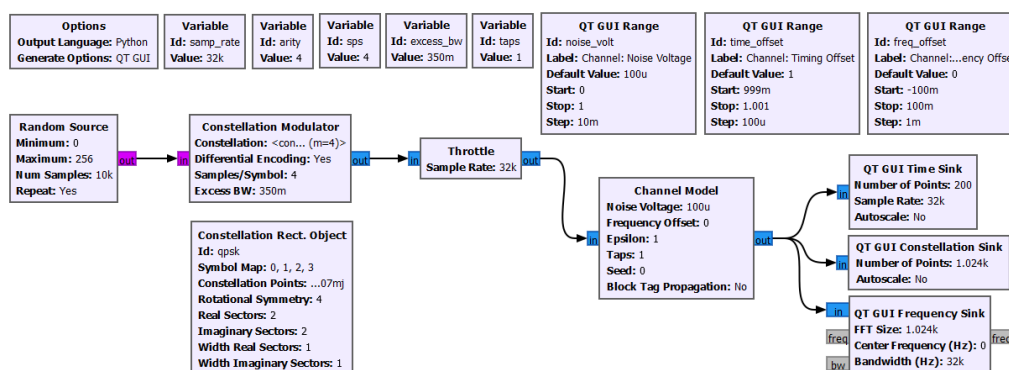 Options
Output Language: Python
Generate Options: QT GUI
Variable
Id: samp_rate
Value: 32k
Variable
Id: arity
Value: 4
Variable
Id: sps
Value: 4
Variable
Id: excess_bw
Value: 350m
Variable
Id: taps
Value: 1
QT GUI Range
Id: noise_volt
Label: Channel: Noise Voltage
Default Value: 100u
Start: 0
Stop: 1
Step: 10m
QT GUI Range
Id: time_offset
Label: Channel: Timing Offset
Default Value: 1
Start: 999m
Stop: 1.001
Step: 100u
QT GUI Range
Id: freq_offset
Label: Channel:...ency Offse
Default Value: 0
Start: -100m
Stop: 100m
Step: 1m
Random Source
Minimum: 0
Maximum: 256
Num Samples: 10k
Repeat: Yes
out
in
Constellation Modulator
Constellation: <con... (m=4)>
Differential Encoding: Yes
Samples/Symbol: 4
Excess BW: 350m
out
in
Throttle
Sample Rate: 32k
out
in
Channel Model
Noise Voltage: 100u
Frequency Offset: 0
Epsilon: 1
Taps: 1
Seed: 0
Block Tag Propagation: No
out
in
QT GUI Time Sink
Number of Points: 200
Sample Rate: 32k
Autoscale: No
in
QT GUI Constellation Sink
Number of Points: 1.024k
Autoscale: No
in
freq
bw
QT GUI Frequency Sink
FFT Size: 1.024k
Center Frequency (Hz): 0
Bandwidth (Hz): 32k
freq
Constellation Rect. Object
Id: qpsk
Symbol Map: 0, 1, 2, 3
Constellation Points: ...07mj
Rotational Symmetry: 4
Real Sectors: 2
Imaginary Sectors: 2
Width Real Sectors: 1
Width Imaginary Sectors: 1